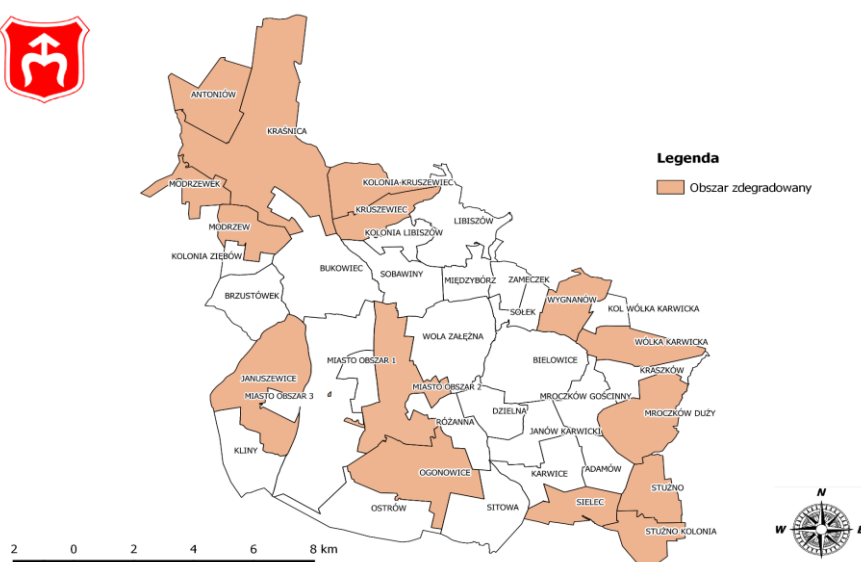 ANTONIÓW
KRAŚNICA
Legenda
Obszar zdegradowany
MODRZEWEK
KOLONIA-KRUSZEWIEC
KRUSZEWIEC
LIBISZÓW
MODRZEW
KOLONIA LIBISZÓW
KOLONIA ZIĘBÓW
BUKOWIEC
SOBAWINY
MIĘDZYBÓRZ
ZAMECZEK
BRZUSTÓWEK
WYGNANÓW
KOL WÓLKA KARWICKA
SOŁEK
WOLA ZAŁĘŻNA
WÓLKA KARWICKA
MIASTO OBSZAR 1
BIELOWICE
KRASZKÓW
JANUSZEWICE
MIASTO OBSZAR 2
MIASTO OBSZAR 3
MROCZKÓW GOŚCINNY
DZIELNA
MROCZKÓW DUŻY
RÓŻANNA
JANÓW KARWICKI
KLINY
OGONOWICE
KARWICE
ADAMÓW
STUŻNO
OSTRÓW
SITOWA
SIELEC
STUŻNO KOLONIA
N
W
E
2 0 2 4 6 8 km